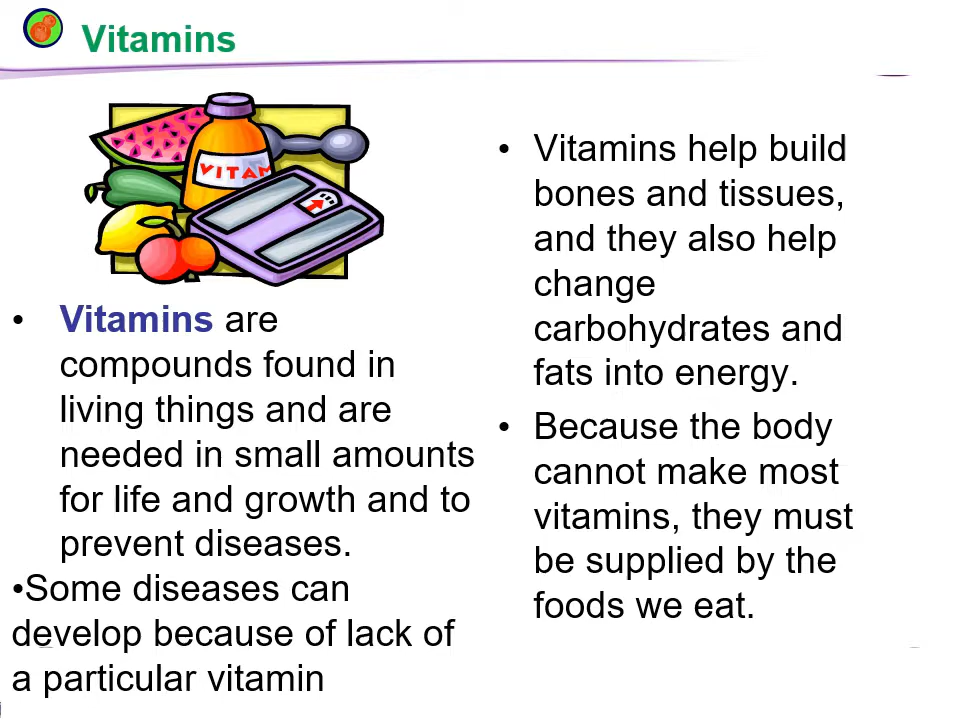 Vitamins
VITAM
• Vitamins are
compounds found in
living things and are
needed in small amounts
for life and growth and to
prevent diseases.
•Some diseases can
develop because of lack of
a particular vitamin
• Vitamins help build
bones and tissues,
and they also help
change
carbohydrates and
fats into energy.
• Because the body
cannot make most
vitamins, they must
be supplied by the
foods we eat.